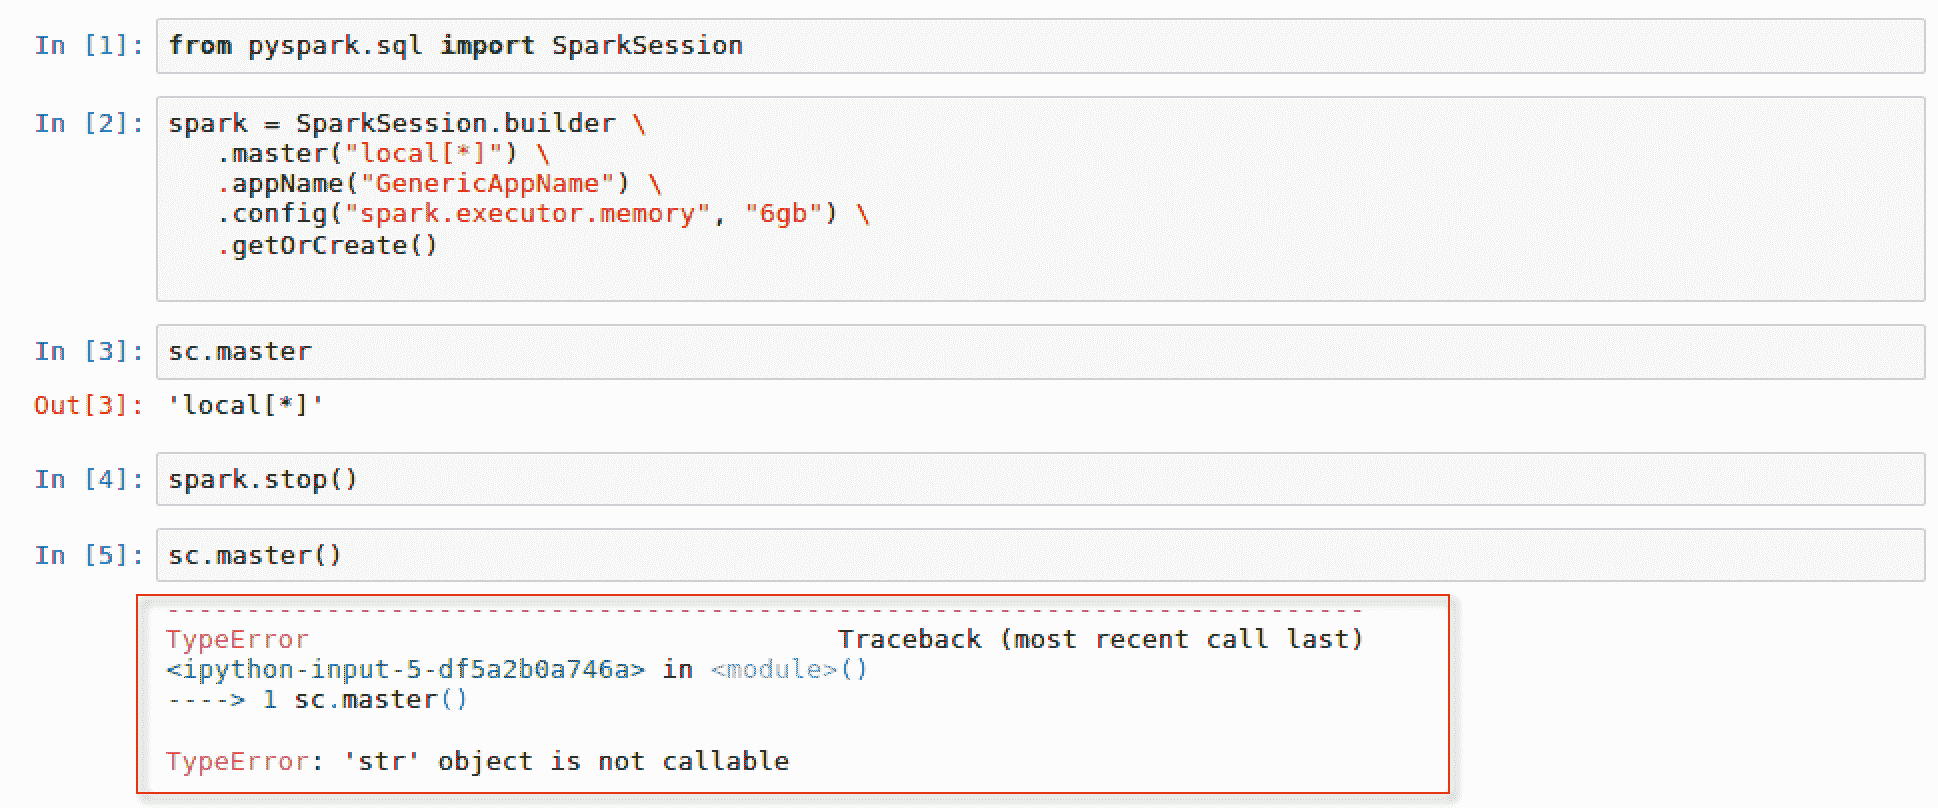 In [1]: from pyspark.sql import SparkSession
In [2]: spark = SparkSession.builder \
.master("local[*]") \
.appName("GenericAppName") \
.config("spark.executor.memory", "6gb") \
.getOrCreate()
In [3]: sc.master
Out[3]: 'local[*]'
In [4]: spark.stop()
In [5]: sc.master()
---------------------------------------------------------------------------
TypeError                                 Traceback (most recent call last)
<ipython-input-5-df5a2b0a746a> in <module>()
----> 1 sc.master()
TypeError: 'str' object is not callable